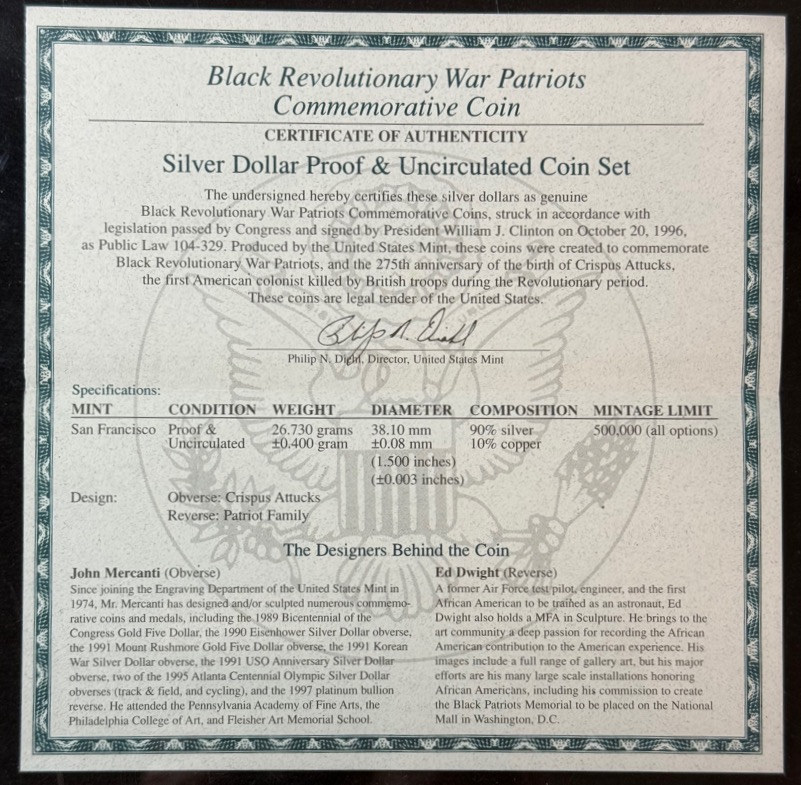 Black Revolutionary War Patriots
Commemorative Coin
CERTIFICATE OF AUTHENTICITY
Silver Dollar Proof & Uncirculated Coin Set
The undersigned hereby certifies these silver dollars as genuine
Black Revolutionary War Patriots Commemorative Coins, struck in accordance with
legislation passed by Congress and signed by President William J. Clinton on October 20, 1996,
as Public Law 104-329. Produced by the United States Mint, these coins were created to commemorate
Black Revolutionary War Patriots, and the 275th anniversary of the birth of Crispus Attucks,
the first American colonist killed by British troops during the Revolutionary period.
These coins are legal tender of the United States.
Philip N. Diehl
Philip N. Diehl, Director, United States Mint
Specifications:
MINT CONDITION WEIGHT DIAMETER COMPOSITION MINTAGE LIMIT
San Francisco Proof & 26.730 grams 38.10 mm 90% silver 500,000 (all options)
Uncirculated ±0.400 gram ±0.08 mm 10% copper
(1.500 inches)
(±0.003 inches)
Design: Obverse: Crispus Attucks
Reverse: Patriot Family
The Designers Behind the Coin
John Mercanti (Obverse)
Since joining the Engraving Department of the United States Mint in
1974, Mr. Mercanti has designed and/or sculpted numerous commemo-
rative coins and medals, including the 1989 Bicentennial of the
Congress Gold Five Dollar, the 1990 Eisenhower Silver Dollar obverse,
the 1991 Mount Rushmore Gold Five Dollar obverse, the 1991 Korean
War Silver Dollar obverse, the 1991 USO Anniversary Silver Dollar
obverse, two of the 1995 Atlanta Centennial Olympic Silver Dollar
obverses (track & field, and cycling), and the 1997 platinum bullion
reverse. He attended the Pennsylvania Academy of Fine Arts, the
Philadelphia College of Art, and Fleisher Art Memorial School.
Ed Dwight (Reverse)
A former Air Force test pilot, engineer, and the first
African American to be trained as an astronaut, Ed
Dwight also holds a MFA in Sculpture. He brings to the
art community a deep passion for recording the African
American contribution to the American experience. His
images include a full range of gallery art, but his major
efforts are his many large scale installations honoring
African Americans, including his commission to create
the Black Patriots Memorial to be placed on the National
Mall in Washington, D.C.